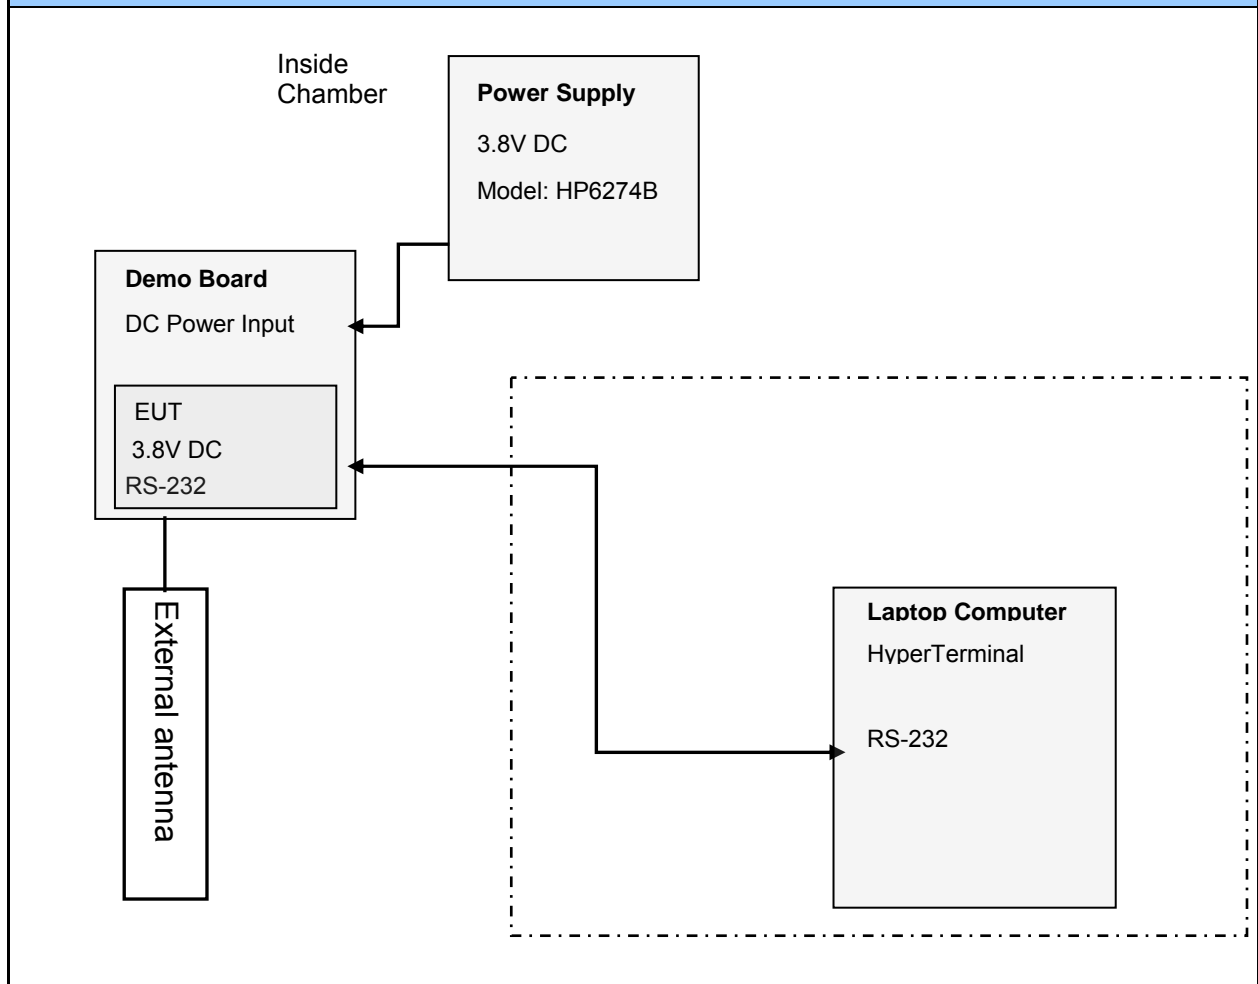 Inside
Chamber
Power Supply
3.8V DC
Model: HP6274B
Demo Board
DC Power Input
EUT
3.8V DC
RS-232
External antenna
Laptop Computer
HyperTerminal
RS-232